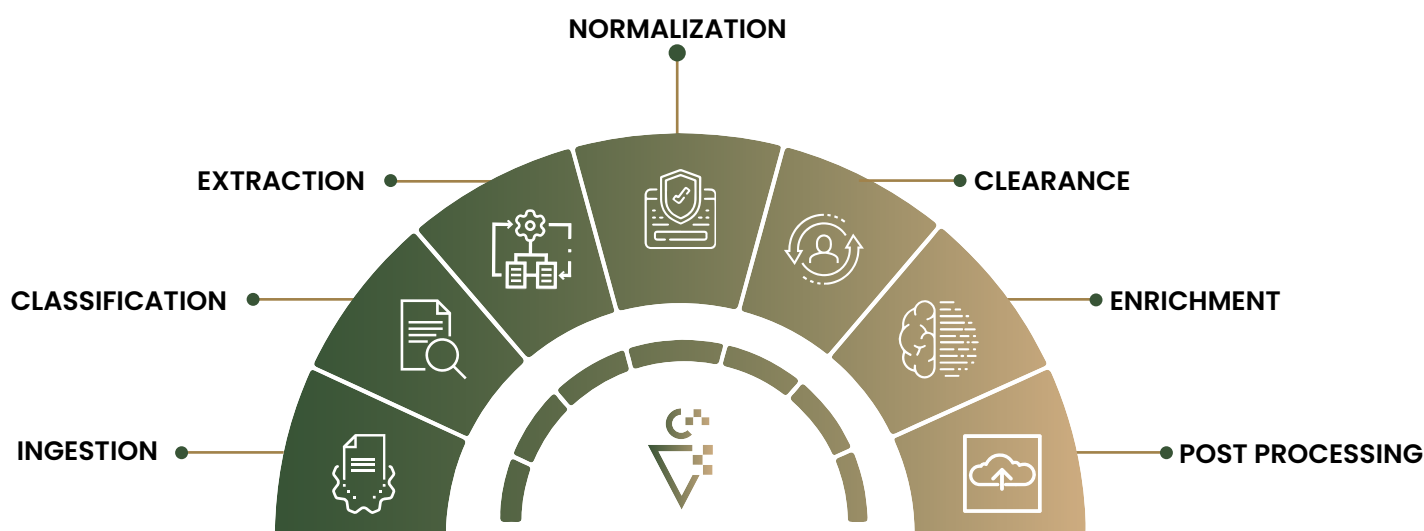 NORMALIZATION
EXTRACTION
CLEARANCE
CLASSIFICATION
ENRICHMENT
INGESTION
POST PROCESSING